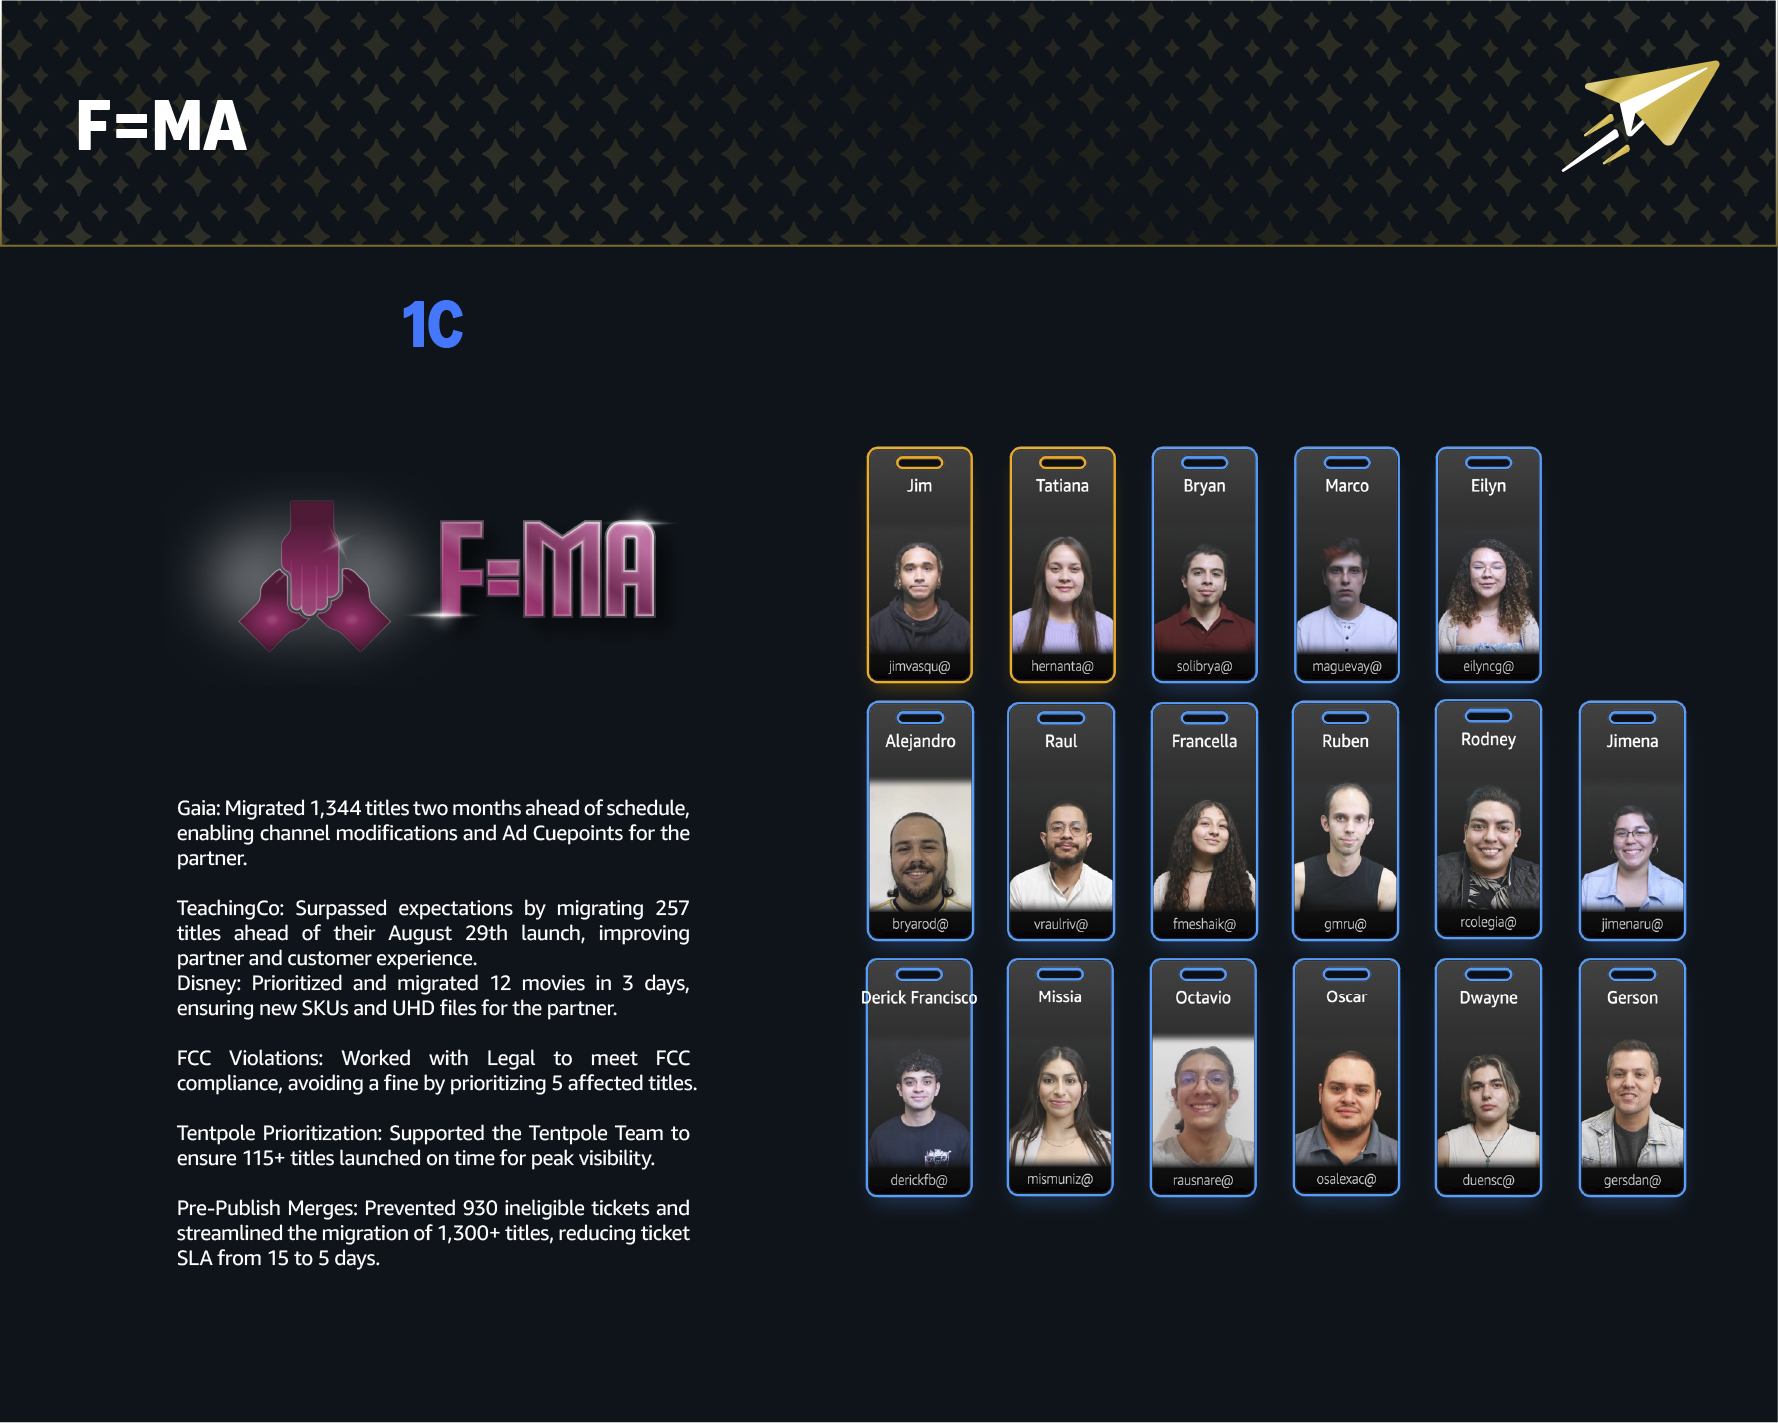 F=MA
1C
F=MA
Gaia: Migrated 1,344 titles two months ahead of schedule,
enabling channel modifications and Ad Cuepoints for the
partner.
TeachingCo: Surpassed expectations by migrating 257
titles ahead of their August 29th launch, improving
partner and customer experience.
Disney: Prioritized and migrated 12 movies in 3 days,
ensuring new SKUs and UHD files for the partner.
FCC Violations: Worked with Legal to meet FCC
compliance, avoiding a fine by prioritizing 5 affected titles.
Tentpole Prioritization: Supported the Tentpole Team to
ensure 115+ titles launched on time for peak visibility.
Pre-Publish Merges: Prevented 930 ineligible tickets and
streamlined the migration of 1,300+ titles, reducing ticket
SLA from 15 to 5 days.
Jim Tatiana Bryan Marco Eilyn
jimvasqu@ hernanta@ solibrya@ maguevay@ eilyncg@
Alejandro Raul Francella Ruben Rodney Jimena
bryarod@ vraulriv@ fmeshaik@ gmru@ rcolegia@ jimenaru@
Derick Francisco Missia Octavio Oscar Dwayne Gerson
derickfb@ mismuniz@ rausnare@ osalexac@ duensc@ gersdan@